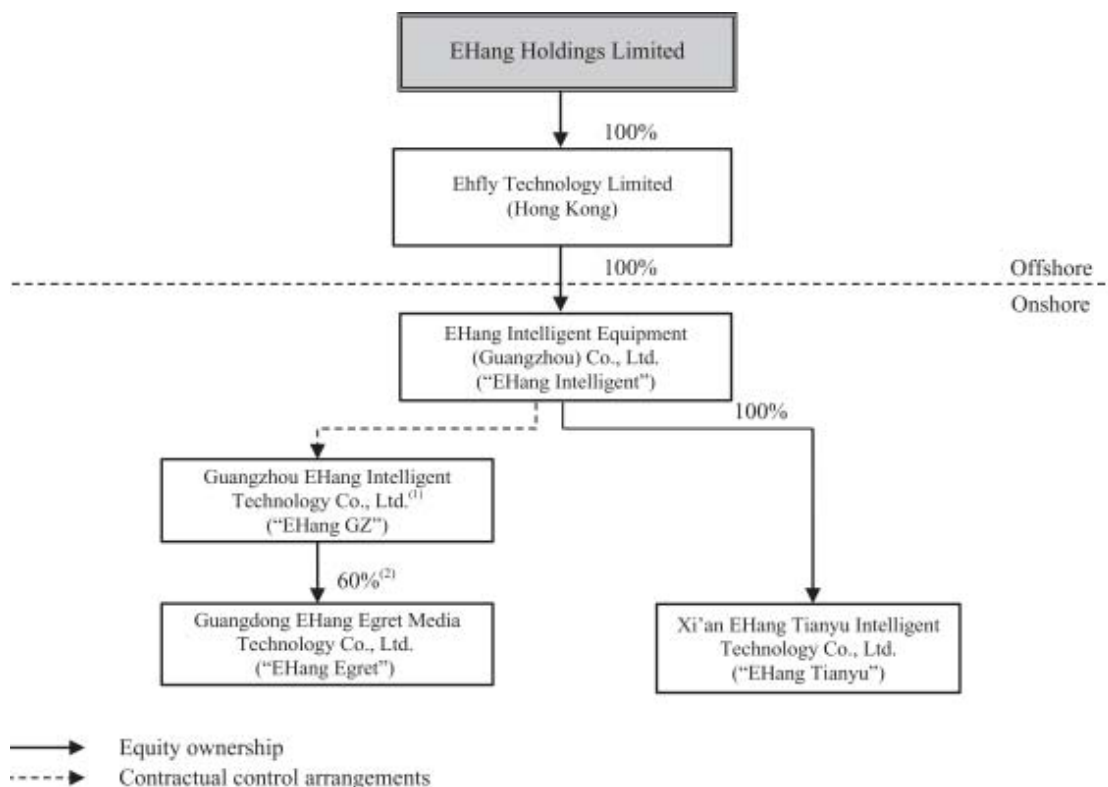 EHang Holdings Limited
100%
Ehfly Technology Limited
(Hong Kong)
100%
Offshore
Onshore
EHang Intelligent Equipment
(Guangzhou) Co., Ltd.
(“EHang Intelligent”)
100%
Guangzhou EHang Intelligent
Technology Co., Ltd.(1)
(“EHang GZ”)
60%(2)
Guangdong EHang Egret Media
Technology Co., Ltd.
(“EHang Egret”)
Xi’an EHang Tianyu Intelligent
Technology Co., Ltd.
(“EHang Tianyu”)
Equity ownership
Contractual control arrangements